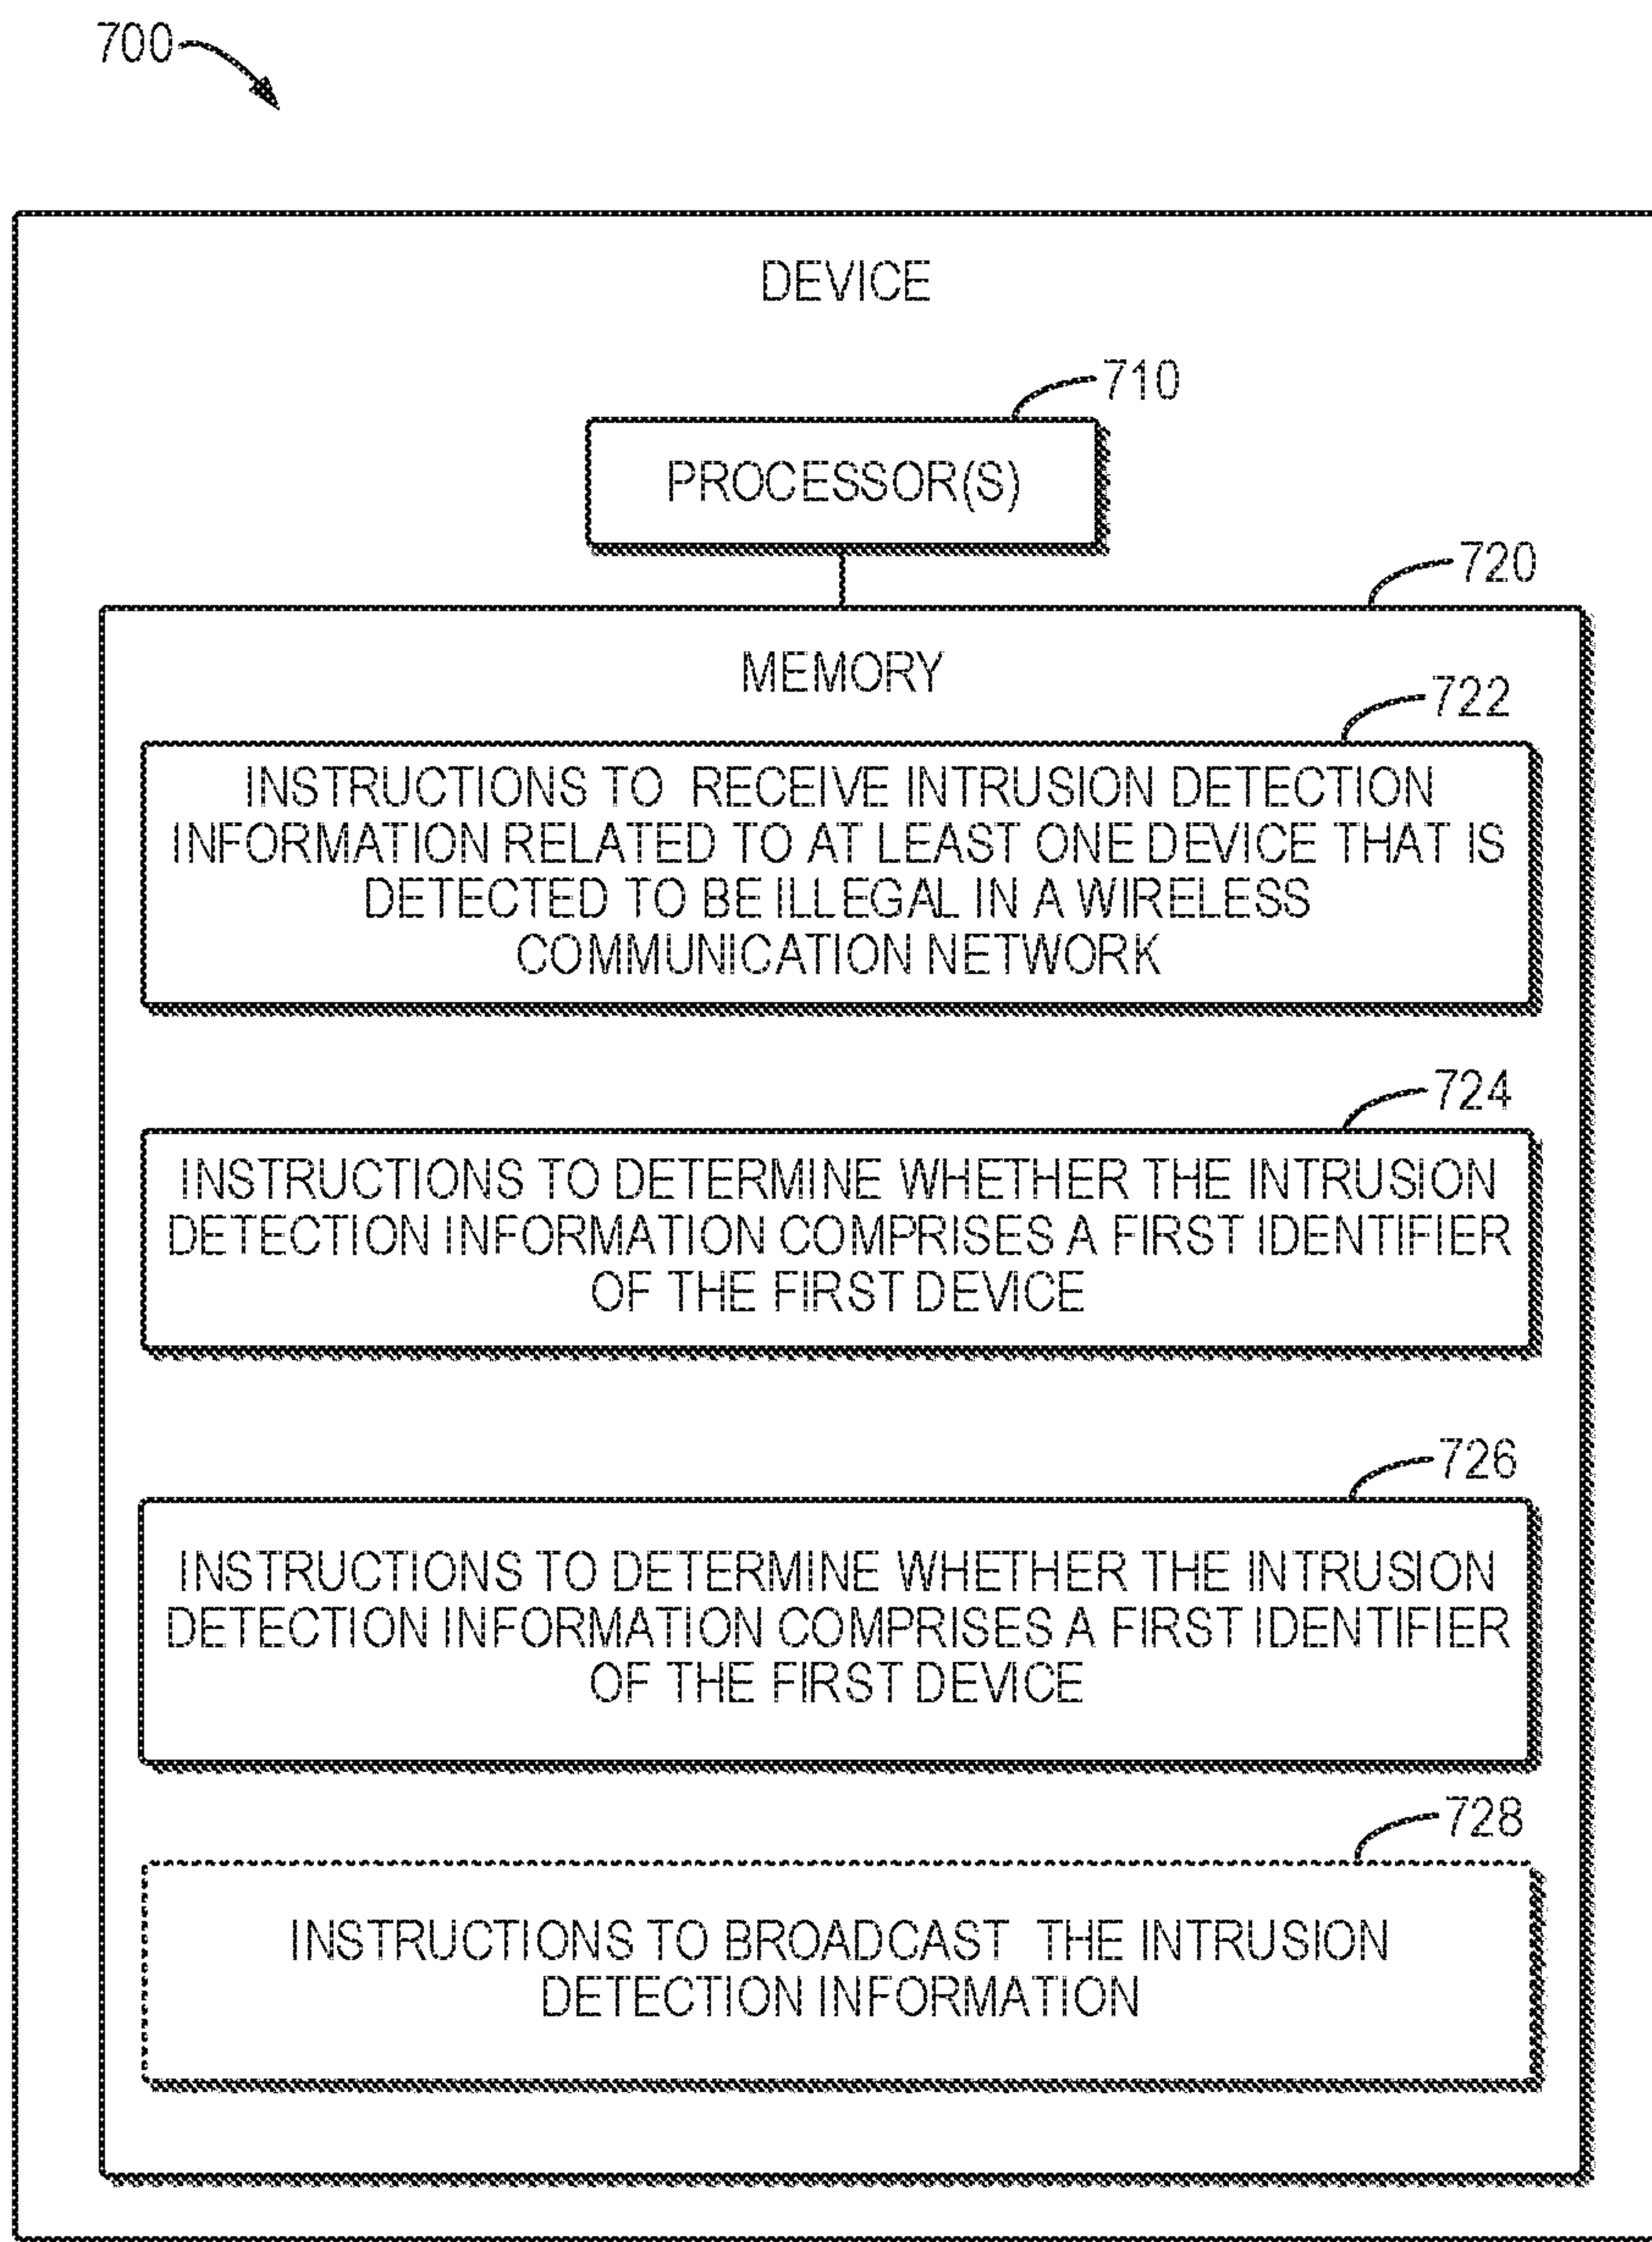 700
DEVICE
710
PROCESSOR(S)
720
MEMORY
722
INSTRUCTIONS TO RECEIVE INTRUSION DETECTION
INFORMATION RELATED TO AT LEAST ONE DEVICE THAT IS
DETECTED TO BE ILLEGAL IN A WIRELESS
COMMUNICATION NETWORK
724
INSTRUCTIONS TO DETERMINE WHETHER THE INTRUSION
DETECTION INFORMATION COMPRISES A FIRST IDENTIFIER
OF THE FIRST DEVICE
726
INSTRUCTIONS TO DETERMINE WHETHER THE INTRUSION
DETECTION INFORMATION COMPRISES A FIRST IDENTIFIER
OF THE FIRST DEVICE
728
INSTRUCTIONS TO BROADCAST THE INTRUSION
DETECTION INFORMATION